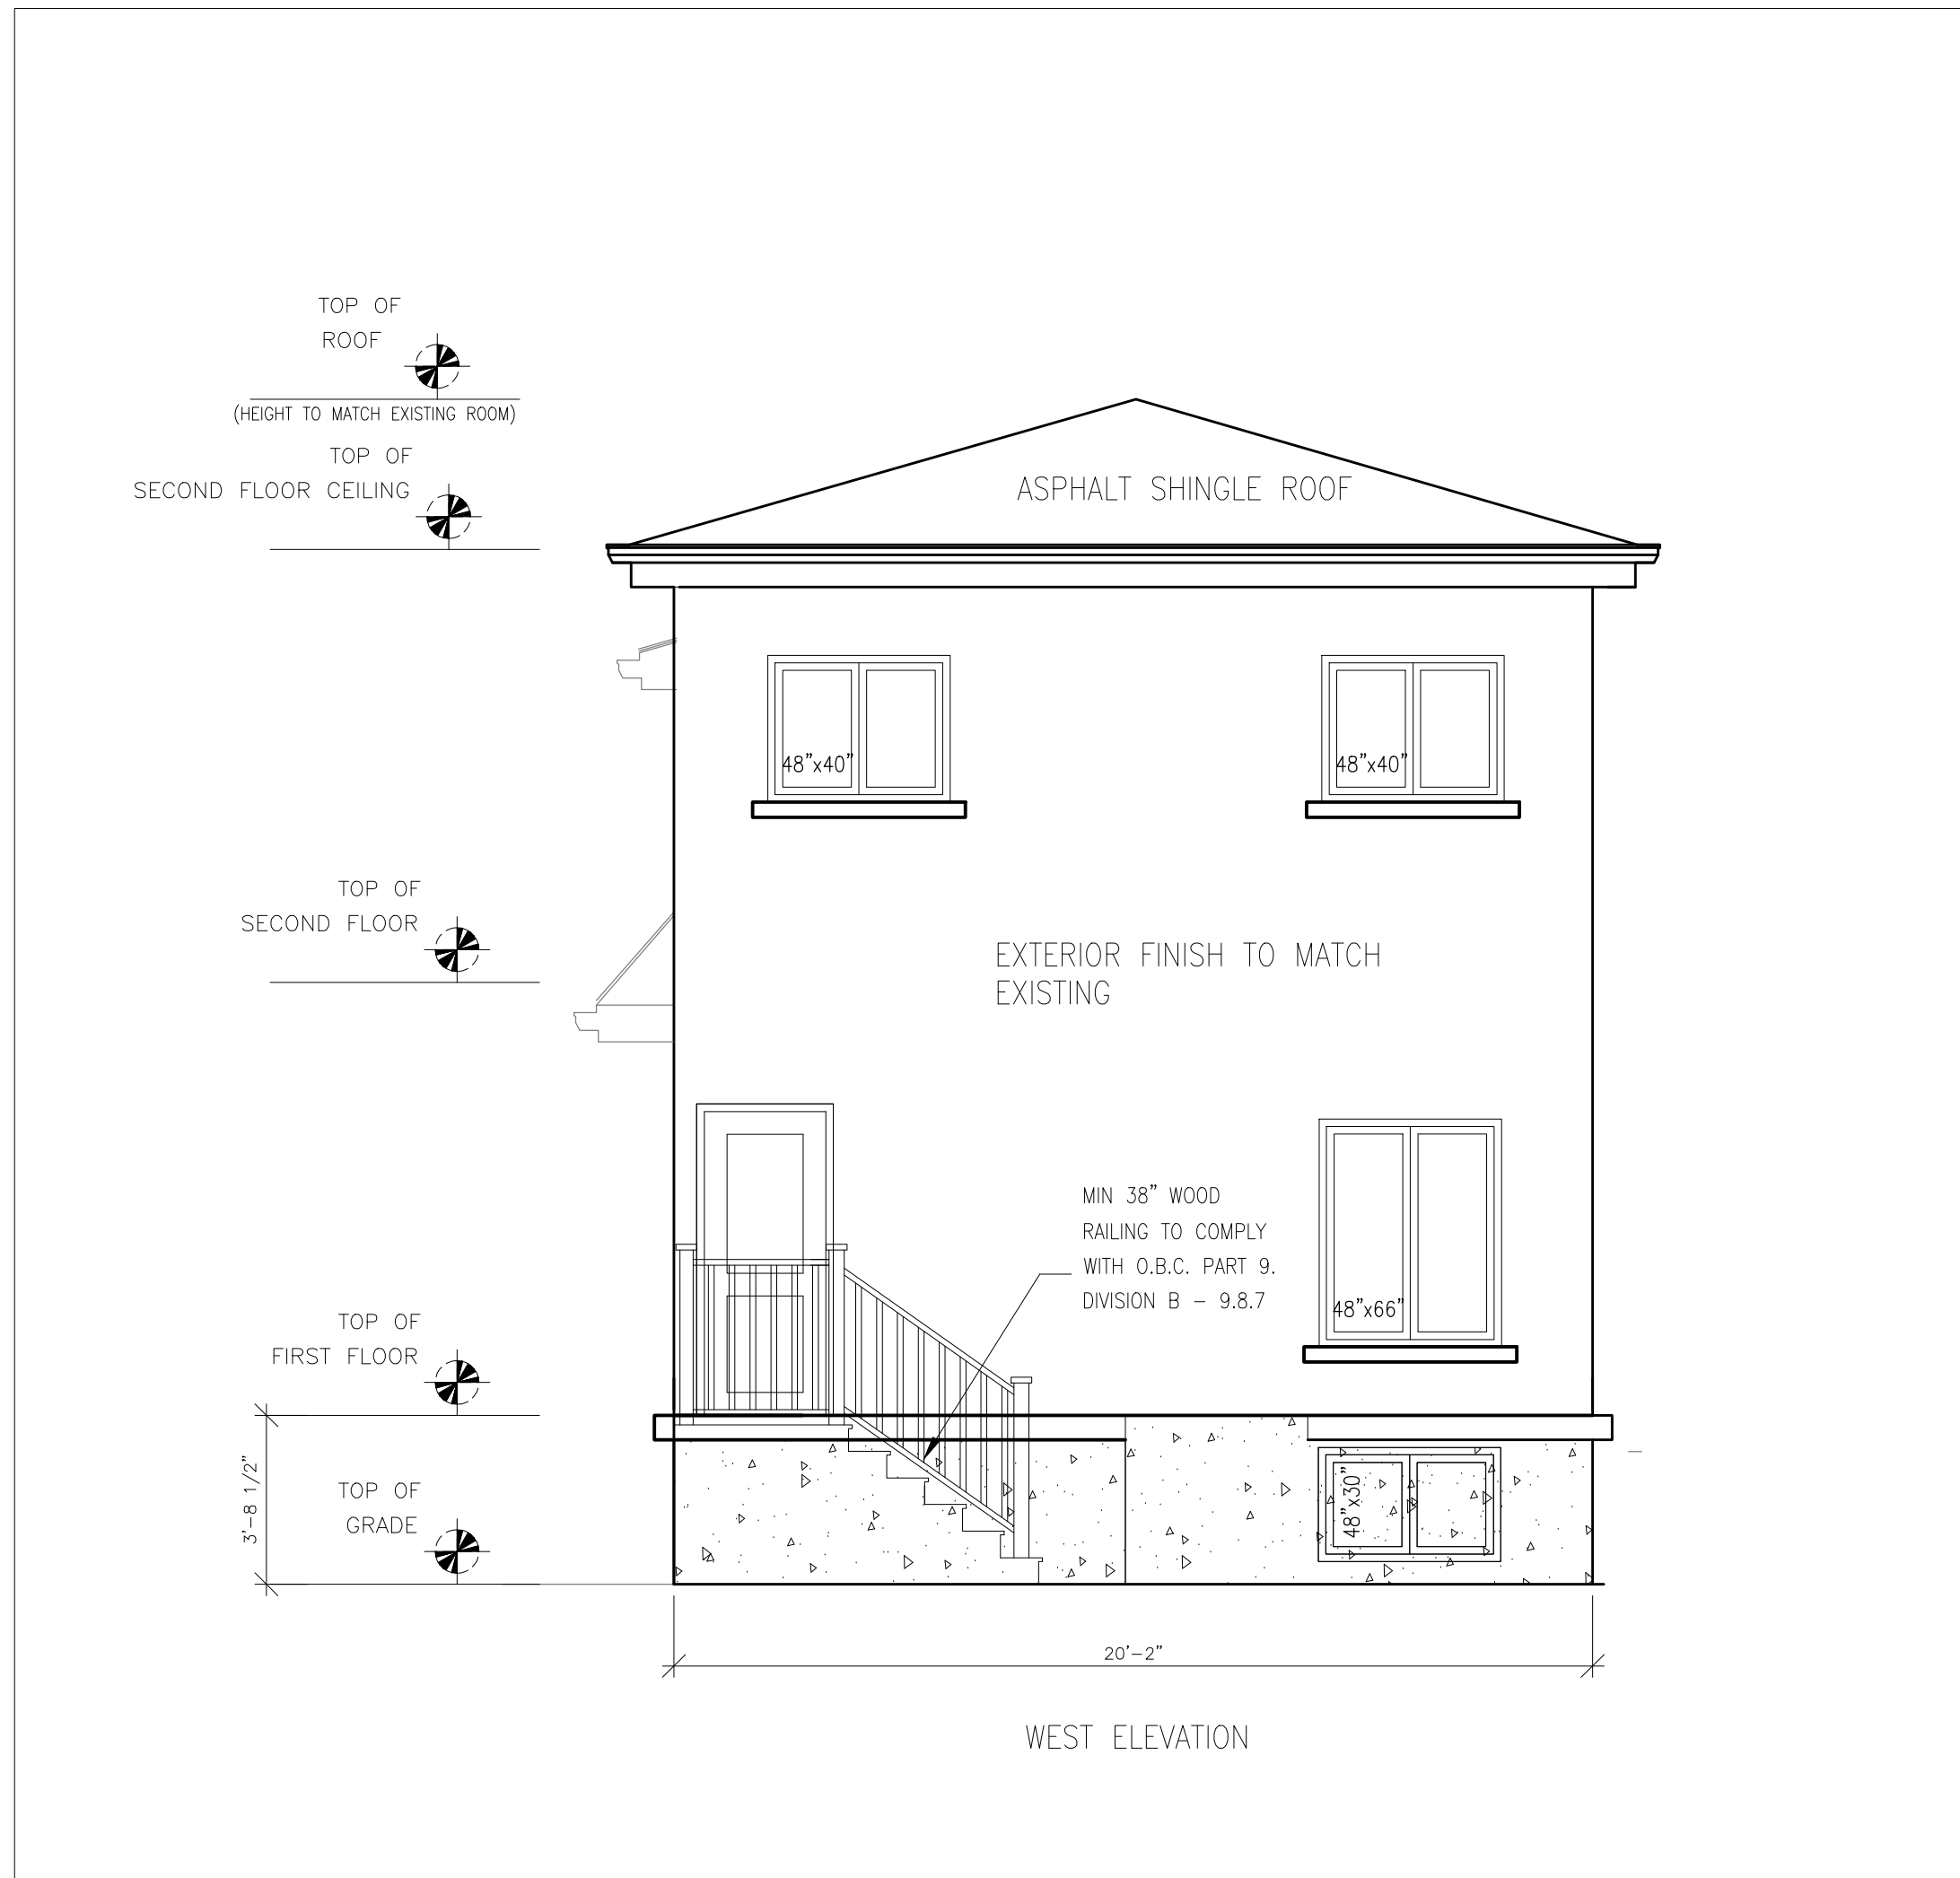 TOP OF
ROOF
(HEIGHT TO MATCH EXISTING ROOM)
TOP OF
SECOND FLOOR CEILING
ASPHALT SHINGLE ROOF
48"x40"
48"x40"
TOP OF
SECOND FLOOR
EXTERIOR FINISH TO MATCH
EXISTING
MIN 38" WOOD
RAILING TO COMPLY
WITH O.B.C. PART 9.
DIVISION B – 9.8.7
48"x66"
TOP OF
FIRST FLOOR
3'–8 1/2"
TOP OF
GRADE
48"x30"
20'–2"
WEST ELEVATION